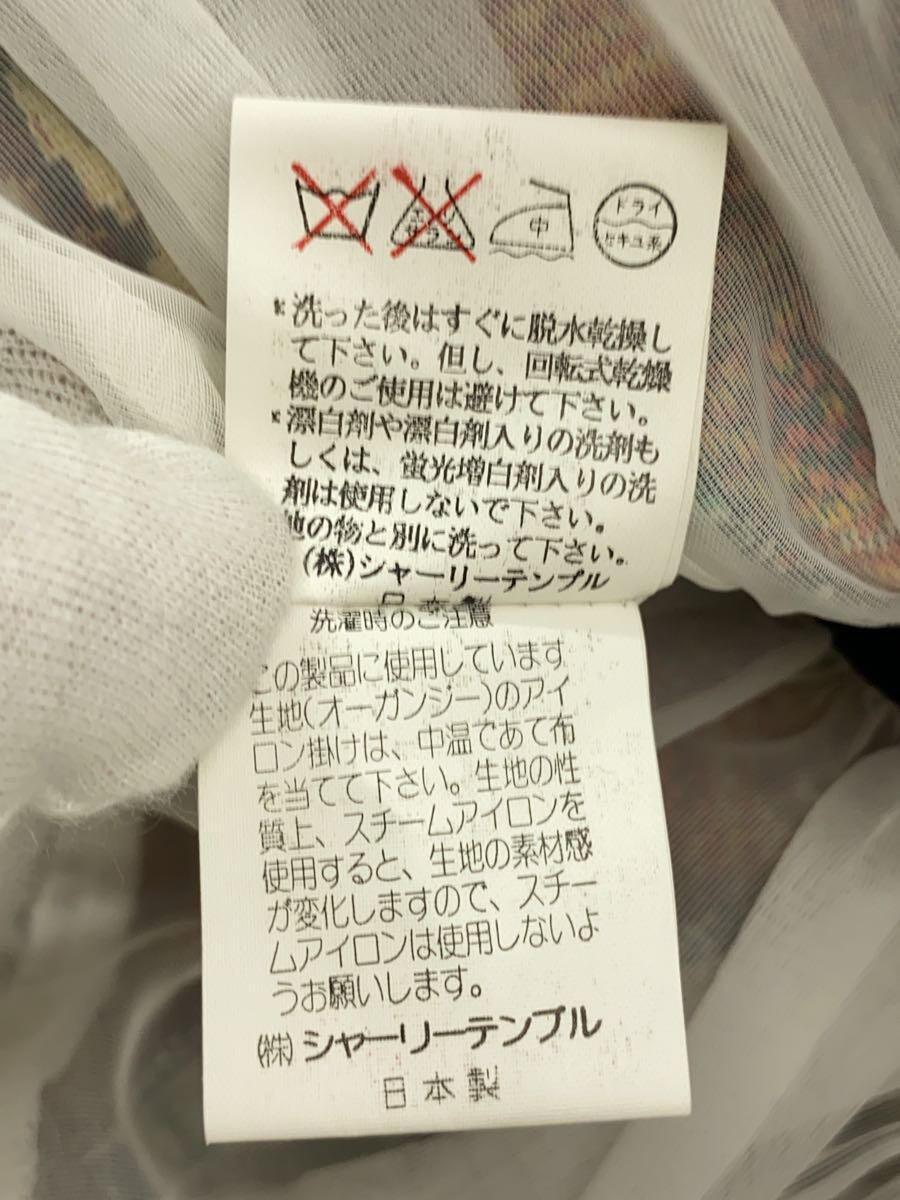 エンソ
サラシ
中
ドライ
セキユ系
*洗った後はすぐに脱水乾操し
て下さい。但し、回転式乾燥
機のご使用は避けて下さい。
*漂白剤や漂白剤入りの洗剤も
しくは、蛍光増白剤入りの洗
剤は使用しないで下さい。
他の物と別に洗って下さい。
(株)シャーリーテンプル
日本製
洗濯時のご注意
この製品に使用しています
生地(オーガンジー)のアイ
ロン掛けは、中温であて布
を当てて下さい。生地の性
質上、スチームアイロンを
使用すると、生地の素材感
が変化しますので、スチー
ムアイロンは使用しないよ
うお願いします。
(株)シャーリーテンプル
日本製